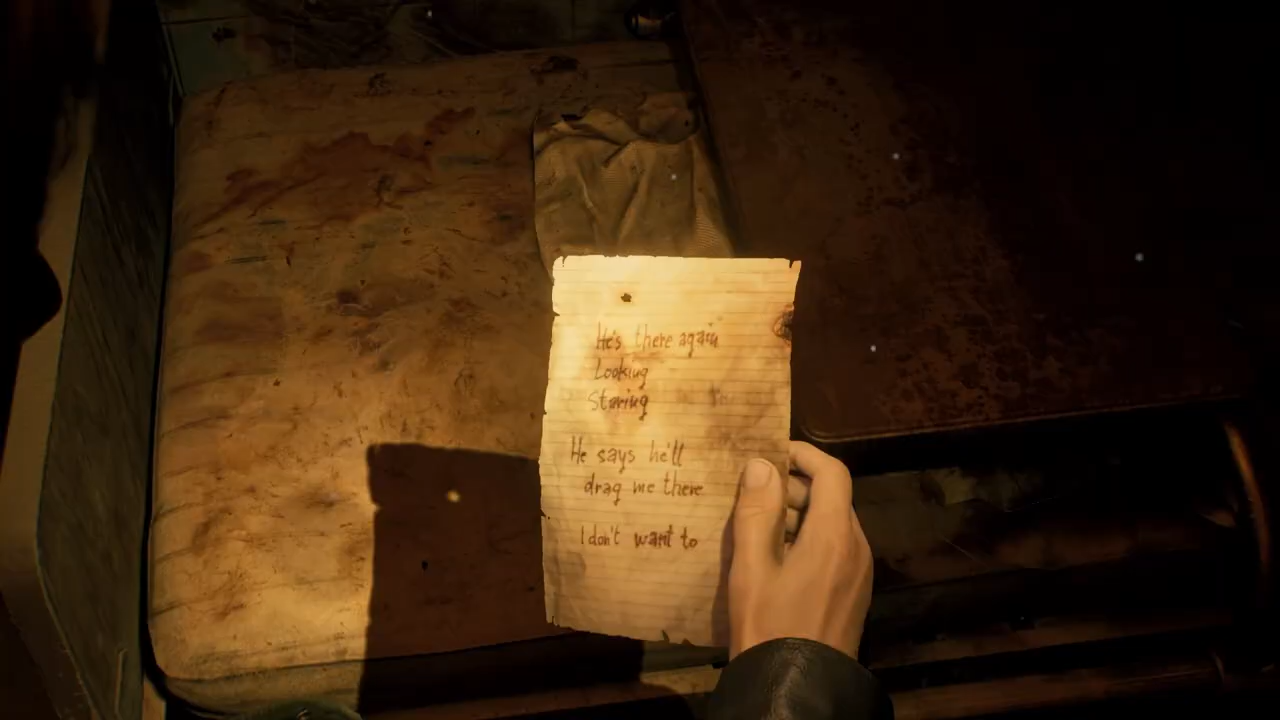 He's there again
Looking
Staring
He says he'll
drag me there
I don't want to